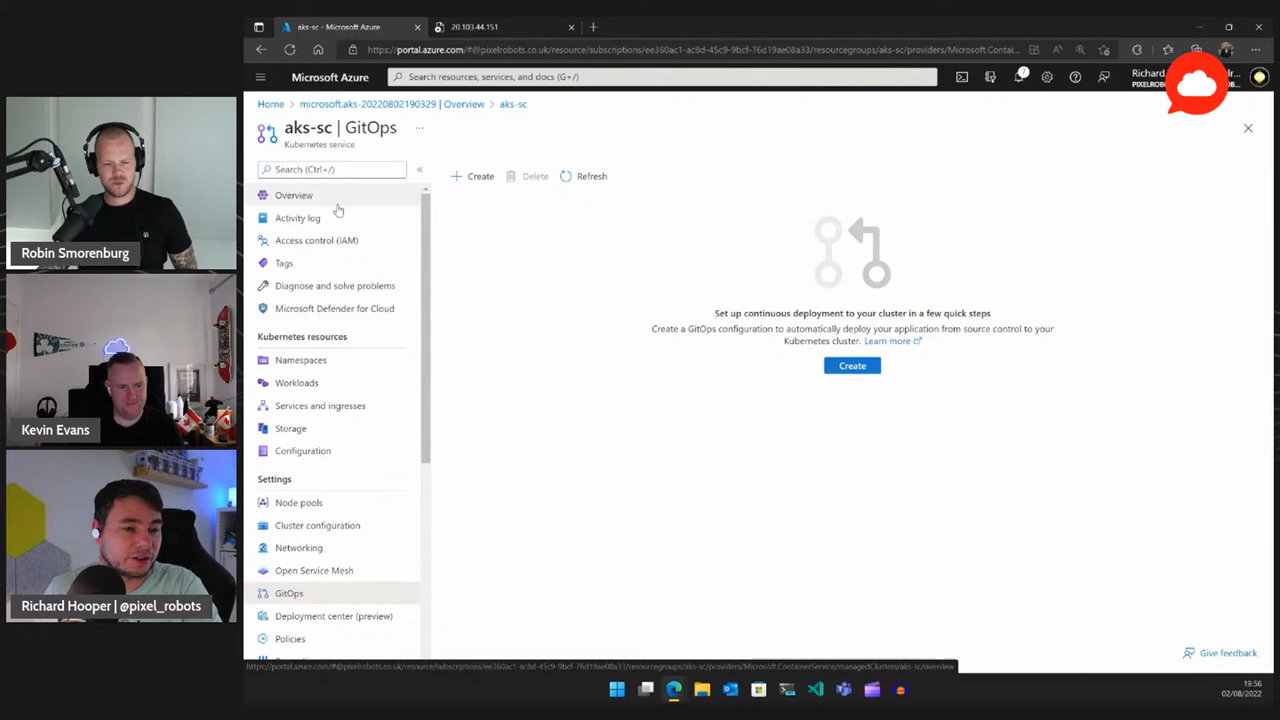 aks-sc - Microsoft Azure
20.103.44.151
https://portal.azure.com/#@pixelrobots.co.uk/resource/subscriptions/ee360ac1-ac8d-45c9-9bcf-76e34ae08a33/resourcegroups/aks-sc/providers/Microsoft.Contai...
Microsoft Azure
Search resources, services, and docs (G+/)
7
PIXELROBO
Home > microsoft.aks-20220802190329 | Overview > aks-sc
aks-sc | GitOps
...
Kubernetes service
Search (Ctrl+/)
«
Create
Delete
Refresh
Overview
Activity log
Access control (IAM)
Tags
Diagnose and solve problems
Microsoft Defender for Cloud
Kubernetes resources
Namespaces
Workloads
Services and ingresses
Storage
Configuration
Settings
Node pools
Cluster configuration
Networking
Open Service Mesh
GitOps
Deployment center (preview)
Policies
Set up continuous deployment to your cluster in a few quick steps
Create a GitOps configuration to automatically deploy your application from source control to your
Kubernetes cluster. Learn more
Create
Give feedback
19:56
02/08/2022
Robin Smorenburg
Kevin Evans
Richard Hooper | @pixel_robots